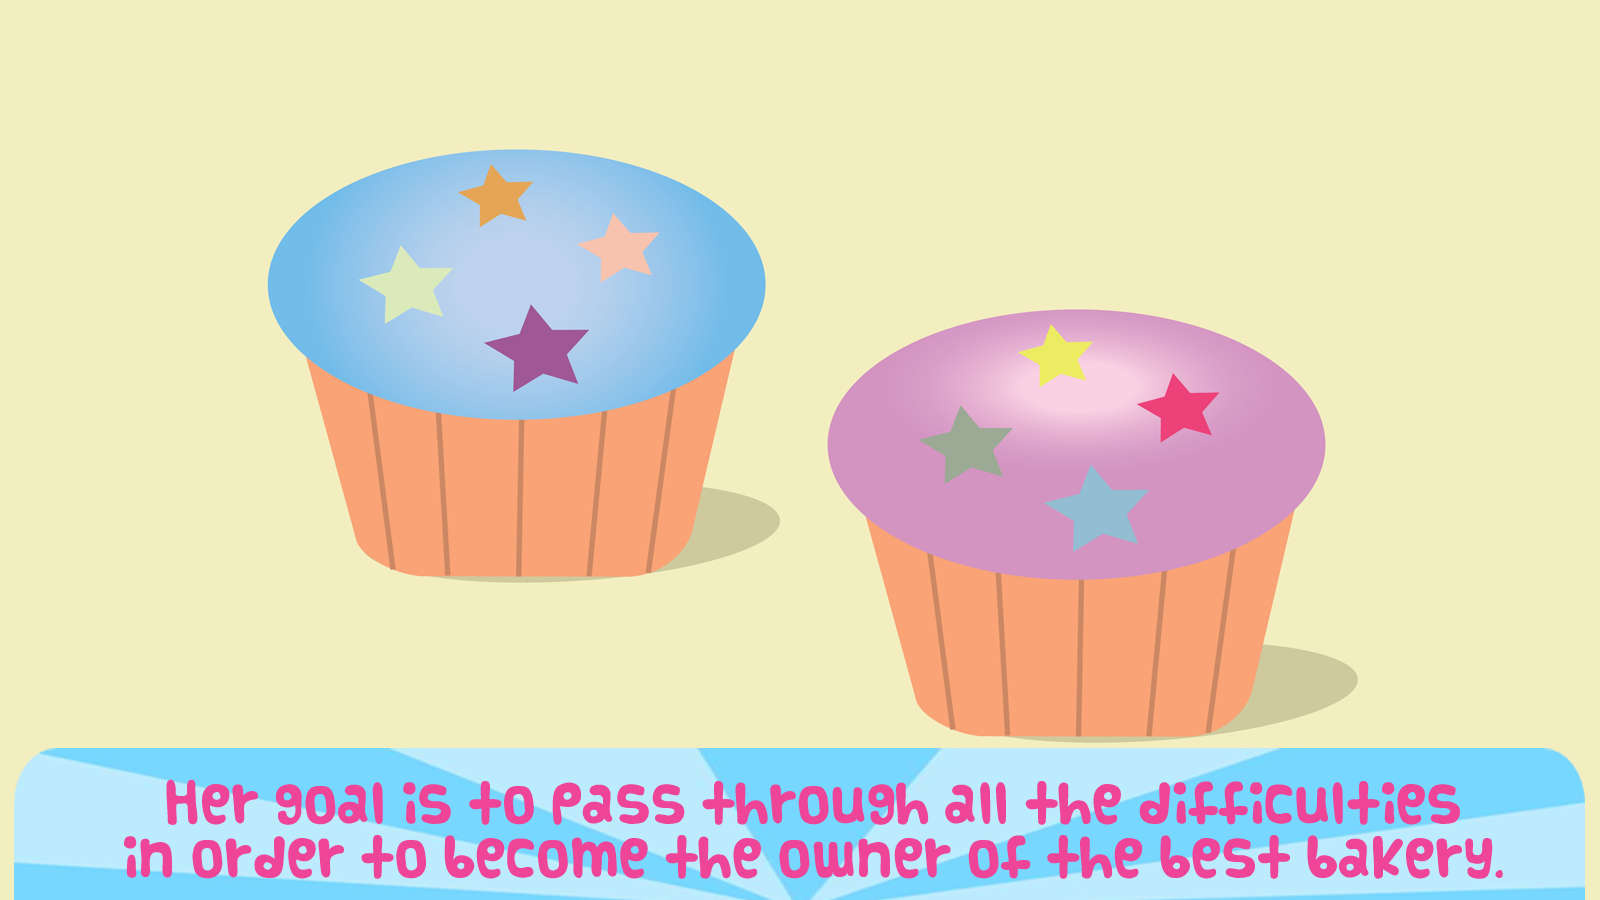 Her goal is to pass through all the difficulties
in order to become the owner of the best bakery.